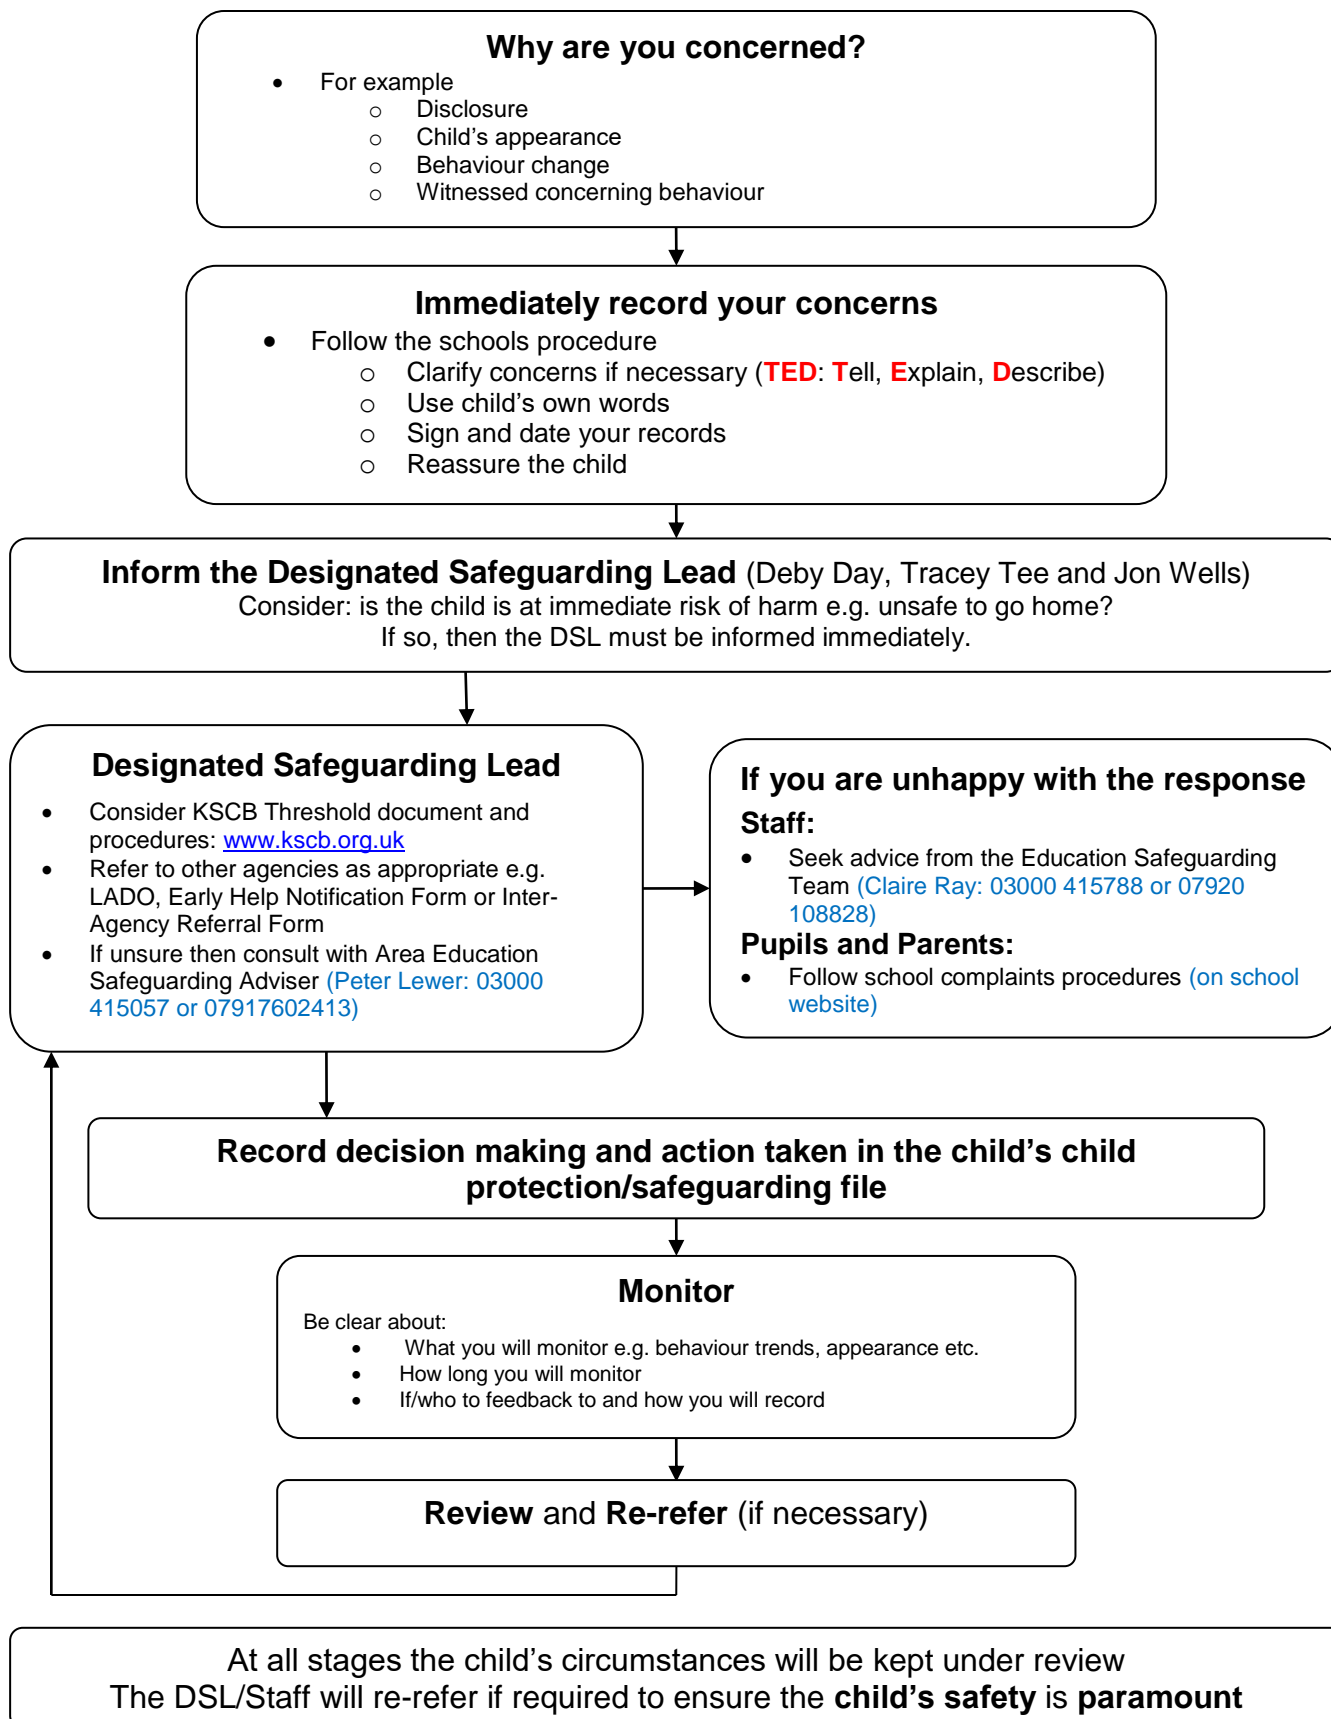 Why are you concerned?
• For example
o Disclosure
o Child's appearance
o Behaviour change
o Witnessed concerning behaviour
Immediately record your concerns
• Follow the schools procedure
o Clarify concerns if necessary (TED: Tell, Explain, Describe)
o Use child's own words
o Sign and date your records
o Reassure the child
Inform the Designated Safeguarding Lead (Deby Day, Tracey Tee and Jon Wells)
Consider: is the child is at immediate risk of harm e.g. unsafe to go home?
If so, then the DSL must be informed immediately.
Designated Safeguarding Lead
• Consider KSCB Threshold document and
procedures: www.kscb.org.uk
• Refer to other agencies as appropriate e.g.
LADO, Early Help Notification Form or Inter-
Agency Referral Form
• If unsure then consult with Area Education
Safeguarding Adviser (Peter Lewer: 03000
415057 or 07917602413)
If you are unhappy with the response
Staff:
• Seek advice from the Education Safeguarding
Team (Claire Ray: 03000 415788 or 07920
108828)
Pupils and Parents:
• Follow school complaints procedures (on school
website)
Record decision making and action taken in the child's child
protection/safeguarding file
Monitor
Be clear about:
• What you will monitor e.g. behaviour trends, appearance etc.
• How long you will monitor
• If/who to feedback to and how you will record
Review and Re-refer (if necessary)
At all stages the child's circumstances will be kept under review
The DSL/Staff will re-refer if required to ensure the child's safety is paramount